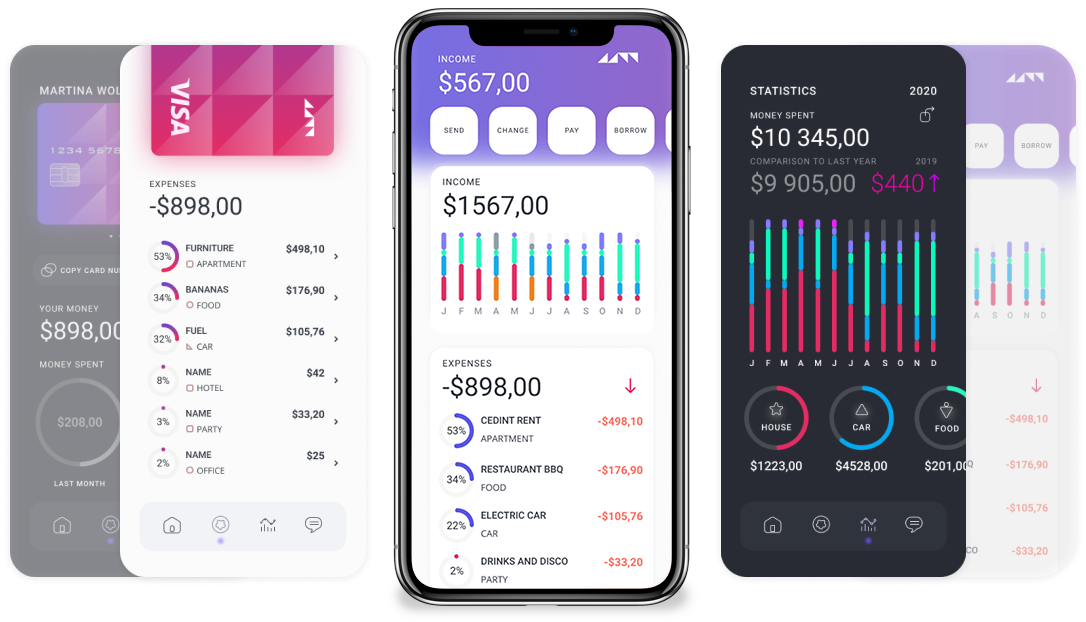 MARTINA WOL
1234 5678
COPY CARD NU
YOUR MONEY
$898,00
MONEY SPENT
$208,00
LAST MONTH
VISA
EXPENSES
-$898,00
53%
FURNITURE
$498,10
APARTMENT
34%
BANANAS
$176,90
FOOD
32%
FUEL
$105,76
CAR
8%
NAME
$42
HOTEL
3%
NAME
$33,20
PARTY
2%
NAME
$25
OFFICE
INCOME
$567,00
SEND
CHANGE
PAY
BORROW
INCOME
$1567,00
J F M A M J J A S O N D
EXPENSES
-$898,00
53%
CEDINT RENT
-$498,10
APARTMENT
34%
RESTAURANT BBQ
-$176,90
FOOD
22%
ELECTRIC CAR
-$105,76
CAR
2%
DRINKS AND DISCO
-$33,20
PARTY
STATISTICS
2020
MONEY SPENT
$10 345,00
COMPARISON TO LAST YEAR
2019
$9 905,00
$440↑
J F M A M J J A S O N D
HOUSE
CAR
FOOD
$1223,00
$4528,00
$201,00
PAY
BORROW
A S O N D
-$498,10
Q
-$176,90
-$105,76
CO
-$33,20